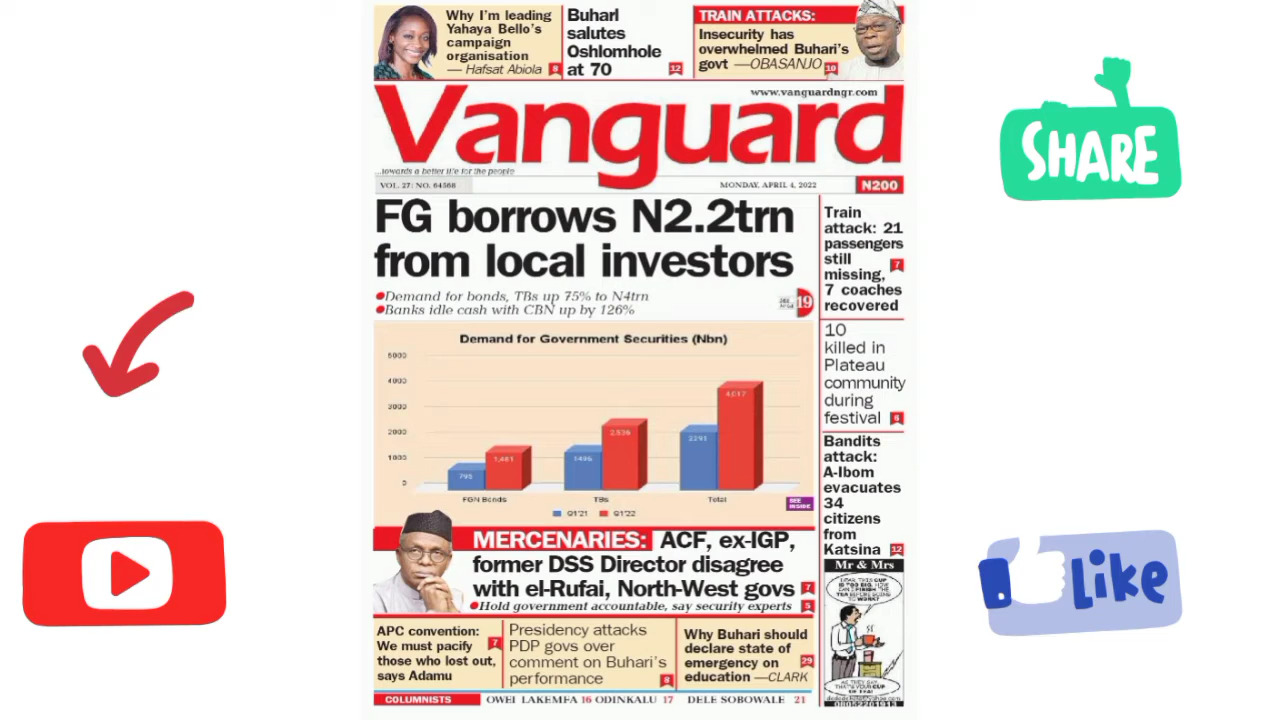 Why I'm leading
Yahaya Bello's
campaign
organisation
— Hafsat Abiola 8
Buhari
salutes
Oshiomhole
at 70 12
TRAIN ATTACKS:
Insecurity has
overwhelmed Buhari's
govt —OBASANJO 10
www.vanguardngr.com
Vanguard
...towards a better life for the people
VOL. 27: NO. 64568
MONDAY, APRIL 4, 2022
N200
FG borrows N2.2trn
from local investors
Demand for bonds, TBs up 75% to N4trn
Banks idle cash with CBN up by 126%
19
Demand for Government Securities (Nbn)
5000
4000
3000
2000
1000
0
795
1,481
1496
2,536
2291
4,017
FGN Bonds
TBs
Total
Q1'21
Q1'22
SEE
INSIDE
MERCENARIES: ACF, ex-IGP,
former DSS Director disagree
with el-Rufai, North-West govs 7
Hold government accountable, say security experts 5
APC convention:
We must pacify 7
those who lost out,
says Adamu
Presidency attacks
PDP govs over
comment on Buhari's
performance 8
Why Buhari should
declare state of
emergency on 29
education —CLARK
COLUMNISTS
OWEI LAKEMFA 16 ODINKALU 17 DELE SOBOWALE 21
Train
attack: 21
passengers
still
missing, 7
7 coaches
recovered
10
killed in
Plateau
community
during
festival 6
Bandits
attack:
A-Ibom
evacuates
34
citizens
from
Katsina 12
Mr & Mrs
SHARE
like